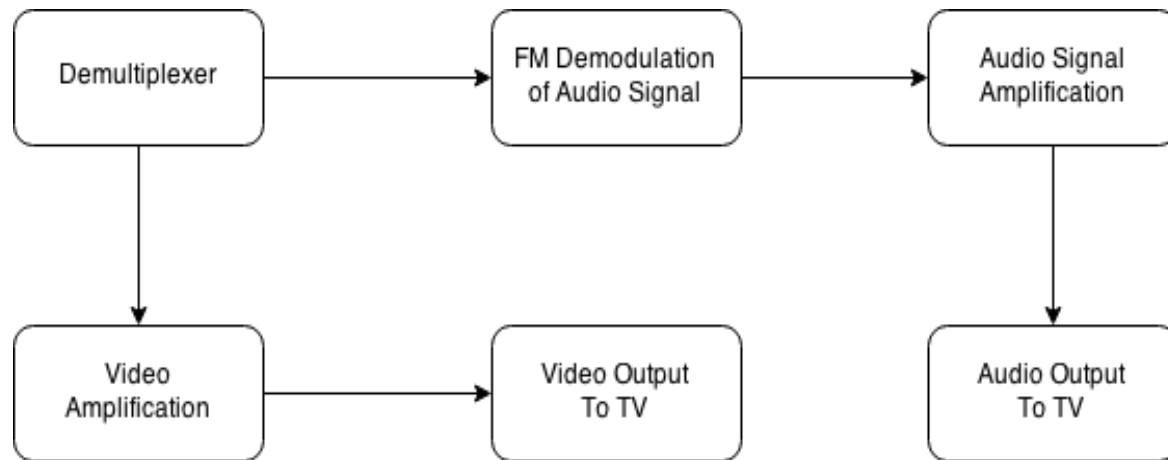 Demultiplexer
FM Demodulation
of Audio Signal
Audio Signal
Amplification
Video
Amplification
Video Output
To TV
Audio Output
To TV